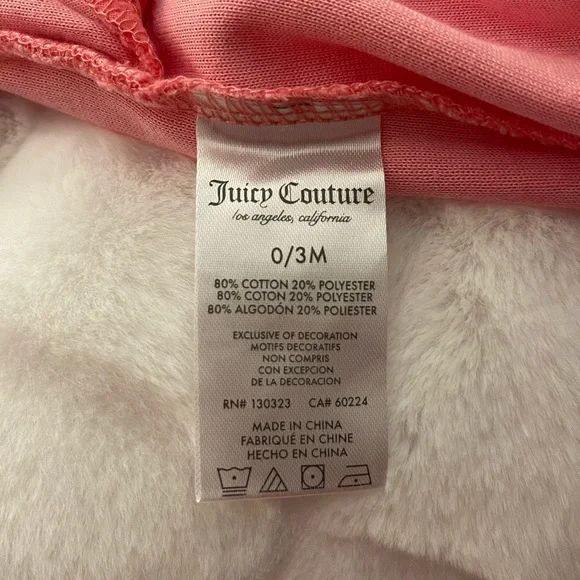 Juicy Couture
los angeles, california
0/3M
80% COTTON 20% POLYESTER
80% COTON 20% POLYESTER
80% ALGODÓN 20% POLIESTER
EXCLUSIVE OF DECORATION
MOTIFS DECORATIFS
NON COMPRIS
CON EXCEPCION
DE LA DECORACION
RN# 130323 CA# 60224
MADE IN CHINA
FABRIQUÉ EN CHINE
HECHO EN CHINA